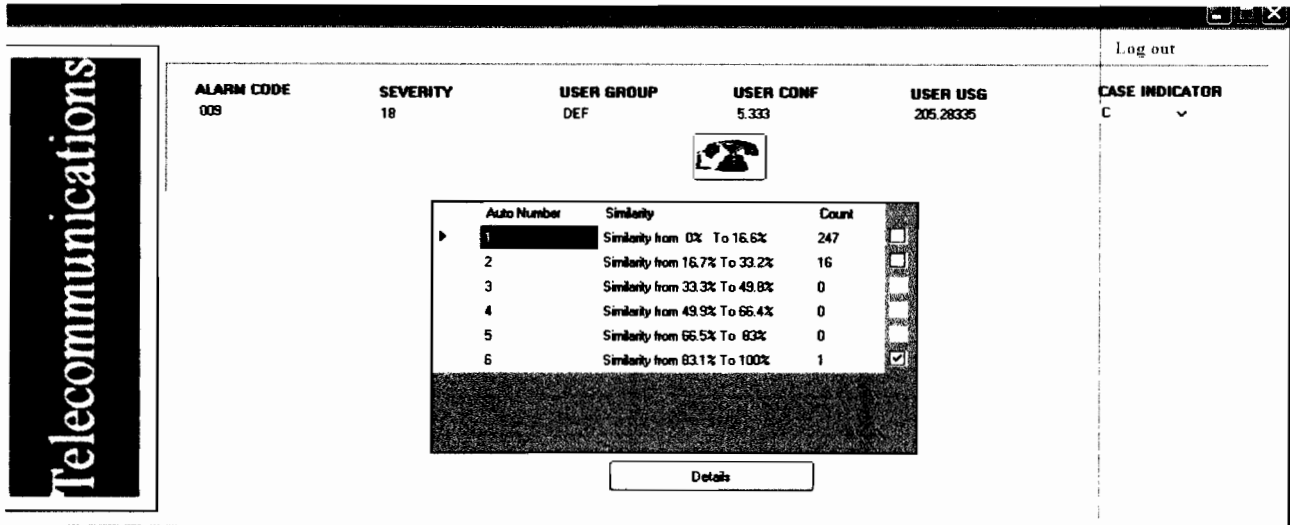 Log out
Telecommunications
ALARM CODE SEVERITY USER GROUP USER CONF USER USG CASE INDICATOR
009 18 DEF 5.333 205.28335 C
Auto Number Similarity Count
1 Similarity from 0% To 16.6% 247
2 Similarity from 16.7% To 33.2% 16
3 Similarity from 33.3% To 49.8% 0
4 Similarity from 49.9% To 66.4% 0
5 Similarity from 66.5% To 83% 0
6 Similarity from 83.1% To 100% 1
Details